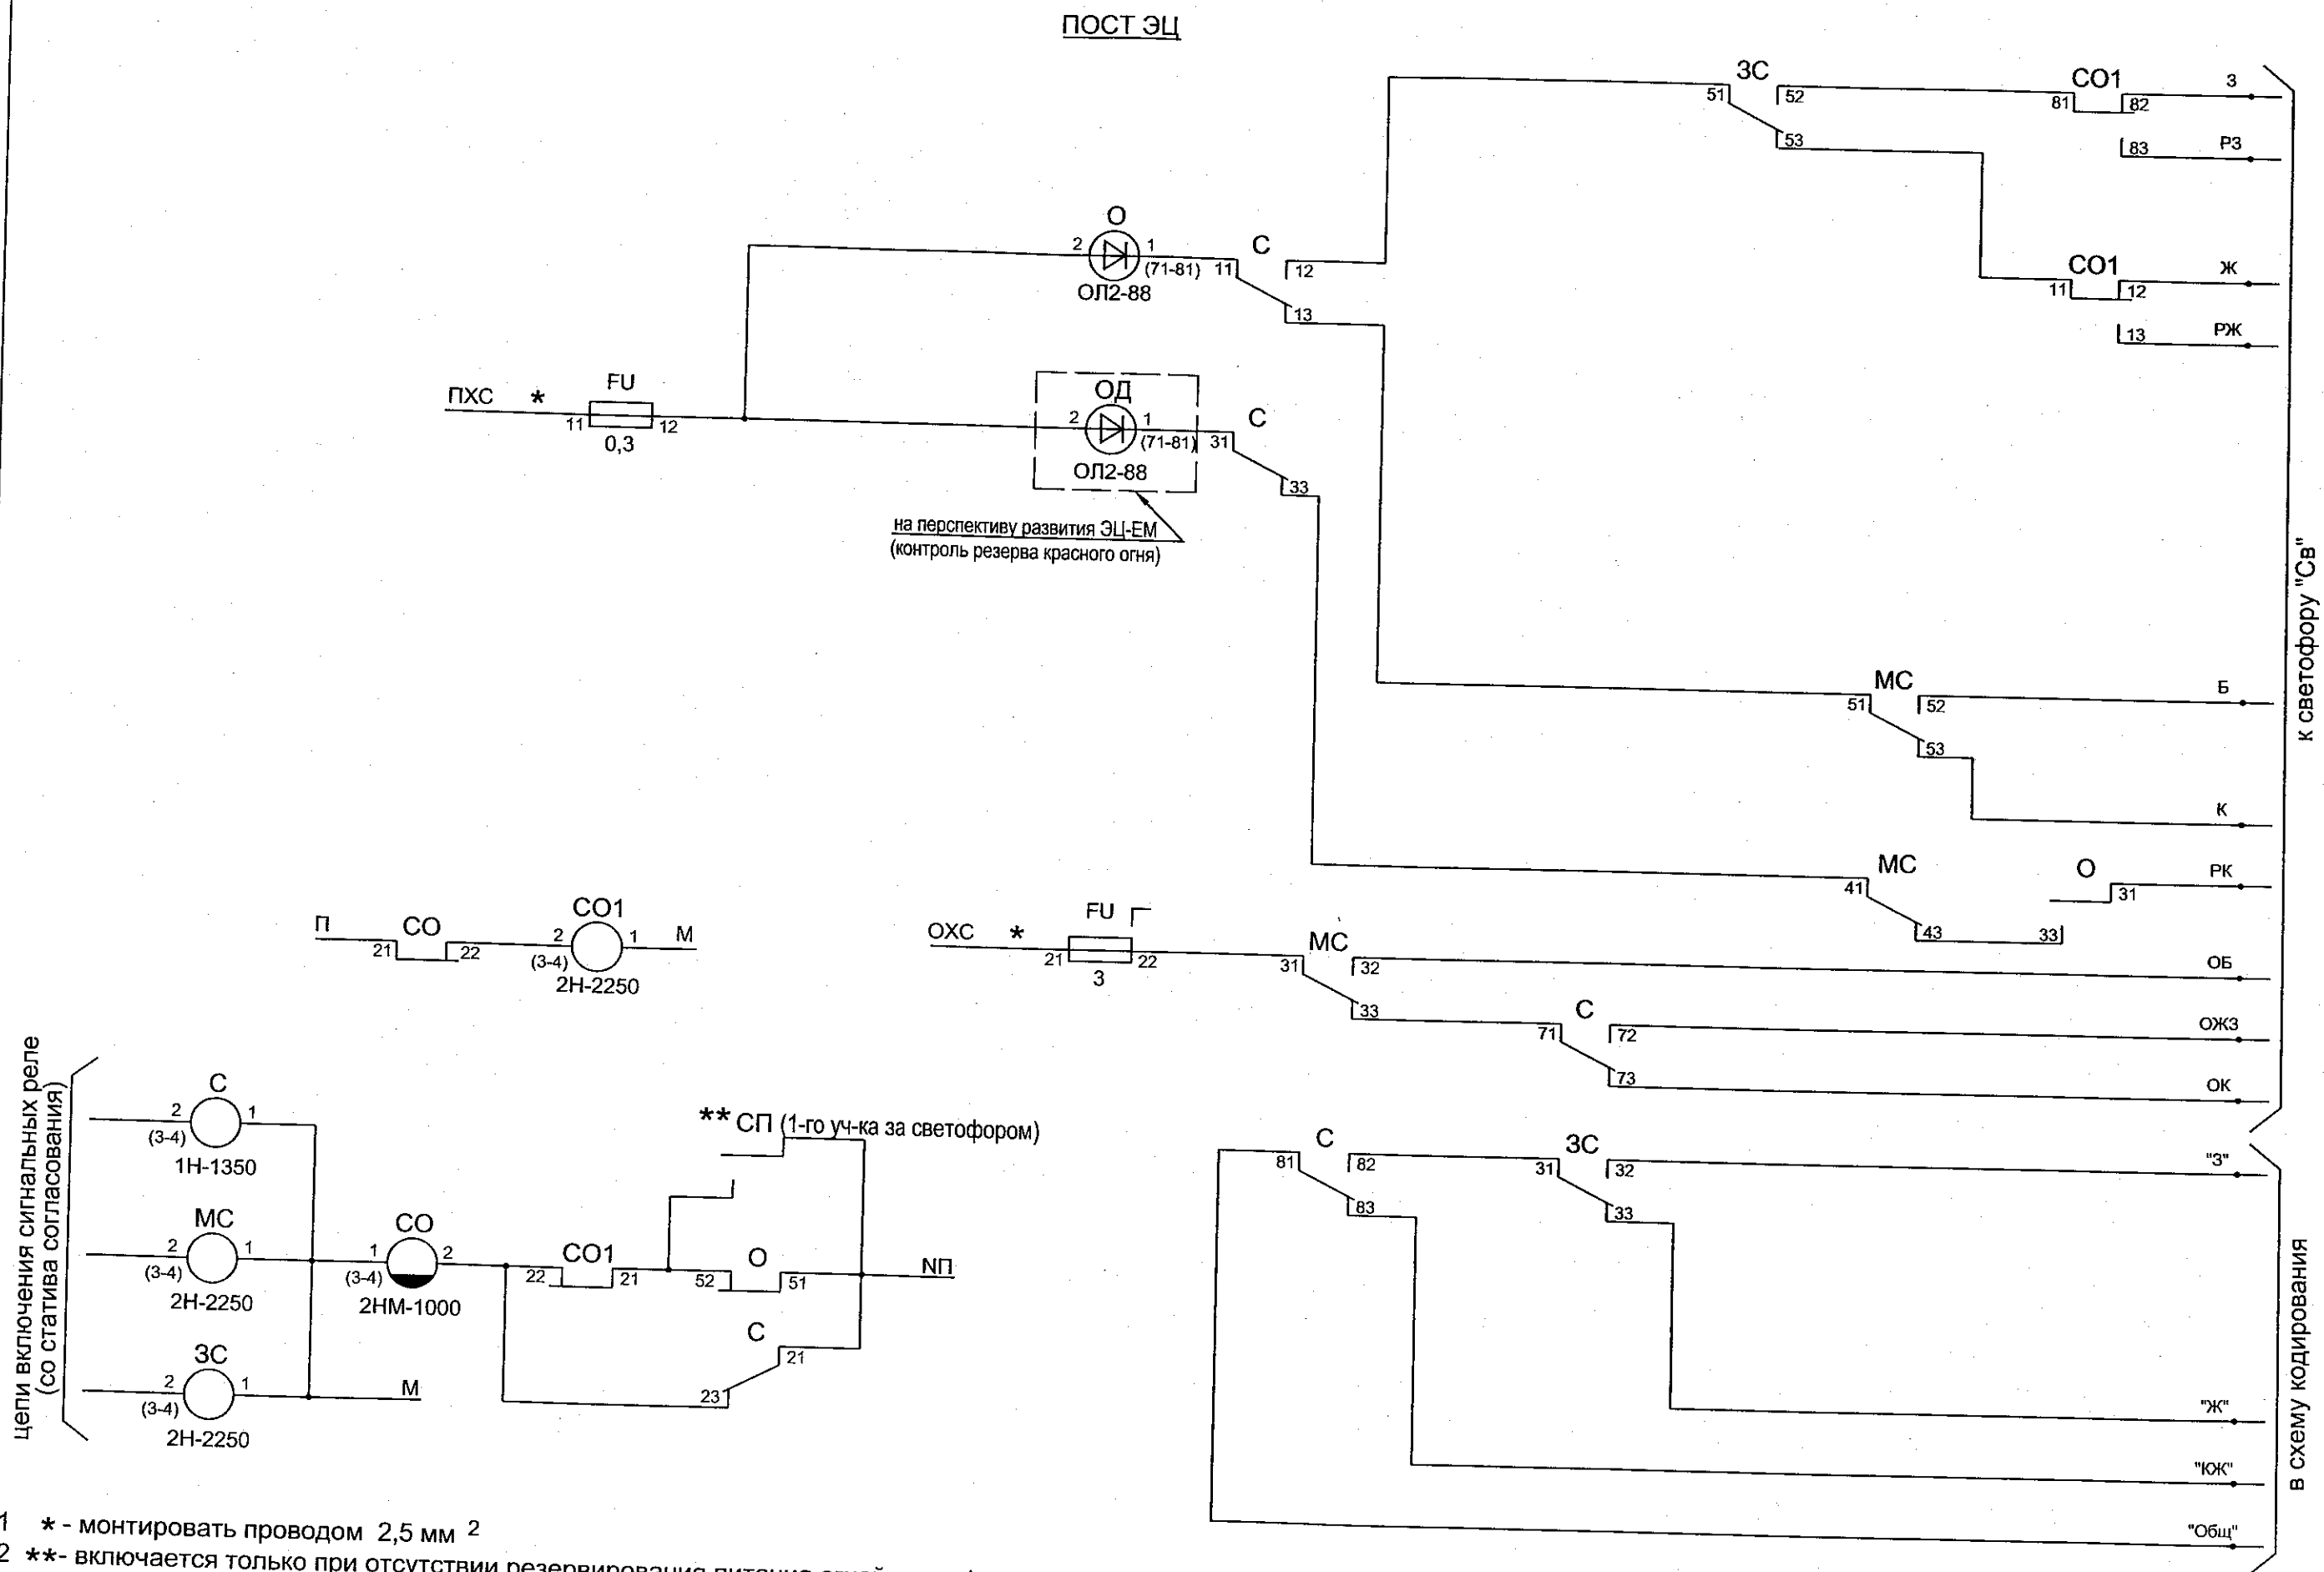 ПОСТ ЭЦ
ЗС
51
52
53
СО1
81
82
83
З
РЗ
О
2
1
(71-81)
ОЛ2-88
С
11
12
13
СО1
11
12
13
Ж
РЖ
ПХС *
FU
11
12
0,3
ОД
2
1
(71-81)
ОЛ2-88
С
31
33
на перспективу развития ЭЦ-ЕМ
(контроль резерва красного огня)
к светофору "Св"
МС
51
52
53
Б
К
МС
41
43
О
33
31
РК
П
СО
21
22
СО1
2
1
(3-4)
2Н-2250
М
ОХС *
FU
21
22
3
МС
31
32
33
ОБ
С
71
72
73
ОЖЗ
ОК
цепи включения сигнальных реле
(со статива согласования)
С
2
1
(3-4)
1Н-1350
МС
2
1
(3-4)
2Н-2250
ЗС
2
1
(3-4)
2Н-2250
М
СО
1
2
(3-4)
2НМ-1000
** СП (1-го уч-ка за светофором)
СО1
22
21
О
52
51
NП
С
21
23
С
81
82
83
ЗС
31
32
33
"З"
"Ж"
"КЖ"
"Общ"
в схему кодирования
1 * - монтировать проводом 2,5 мм 2
2 **- включается только при отсутствии резервирования питания